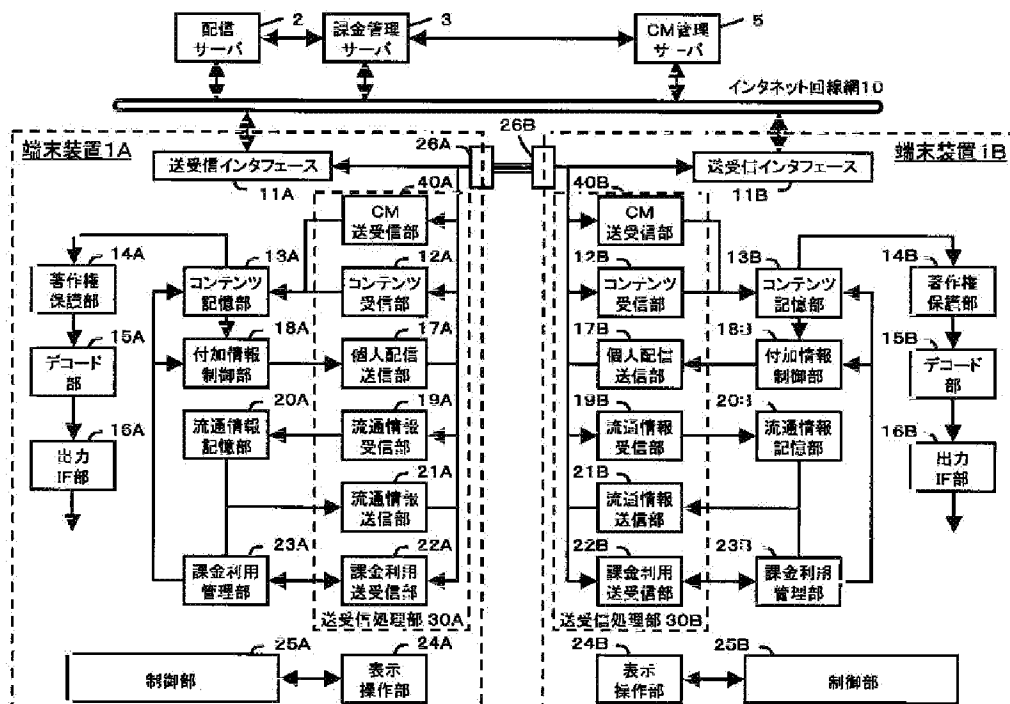 2
3
5
配信
サーバ
課金管理
サーバ
CM管理
サーバ
インタネット回線網10
26A
26B
端末装置1A
端末装置1B
送受信インタフェース
送受信インタフェース
11A
11B
40A
40B
CM
送受信部
CM
送受信部
14A
13A
12A
12B
13B
14B
著作権
保護部
コンテンツ
記憶部
コンテンツ
受信部
コンテンツ
受信部
コンテンツ
記憶部
著作権
保護部
15A
18A
17A
17B
18B
15B
デコード
部
付加情報
制御部
個人配信
送信部
個人配信
送信部
付加情報
制御部
デコード
部
16A
20A
19A
19B
20B
16B
出力
IF部
流通情報
記憶部
流通情報
受信部
流通情報
受信部
流通情報
記憶部
出力
IF部
21A
21B
流通情報
送信部
流通情報
送信部
23A
22A
22B
23B
課金利用
管理部
課金利用
送受信部
課金利用
送受信部
課金利用
管理部
送受信処理部30A
送受信処理部30B
25A
24A
24B
25B
制御部
表示
操作部
表示
操作部
制御部